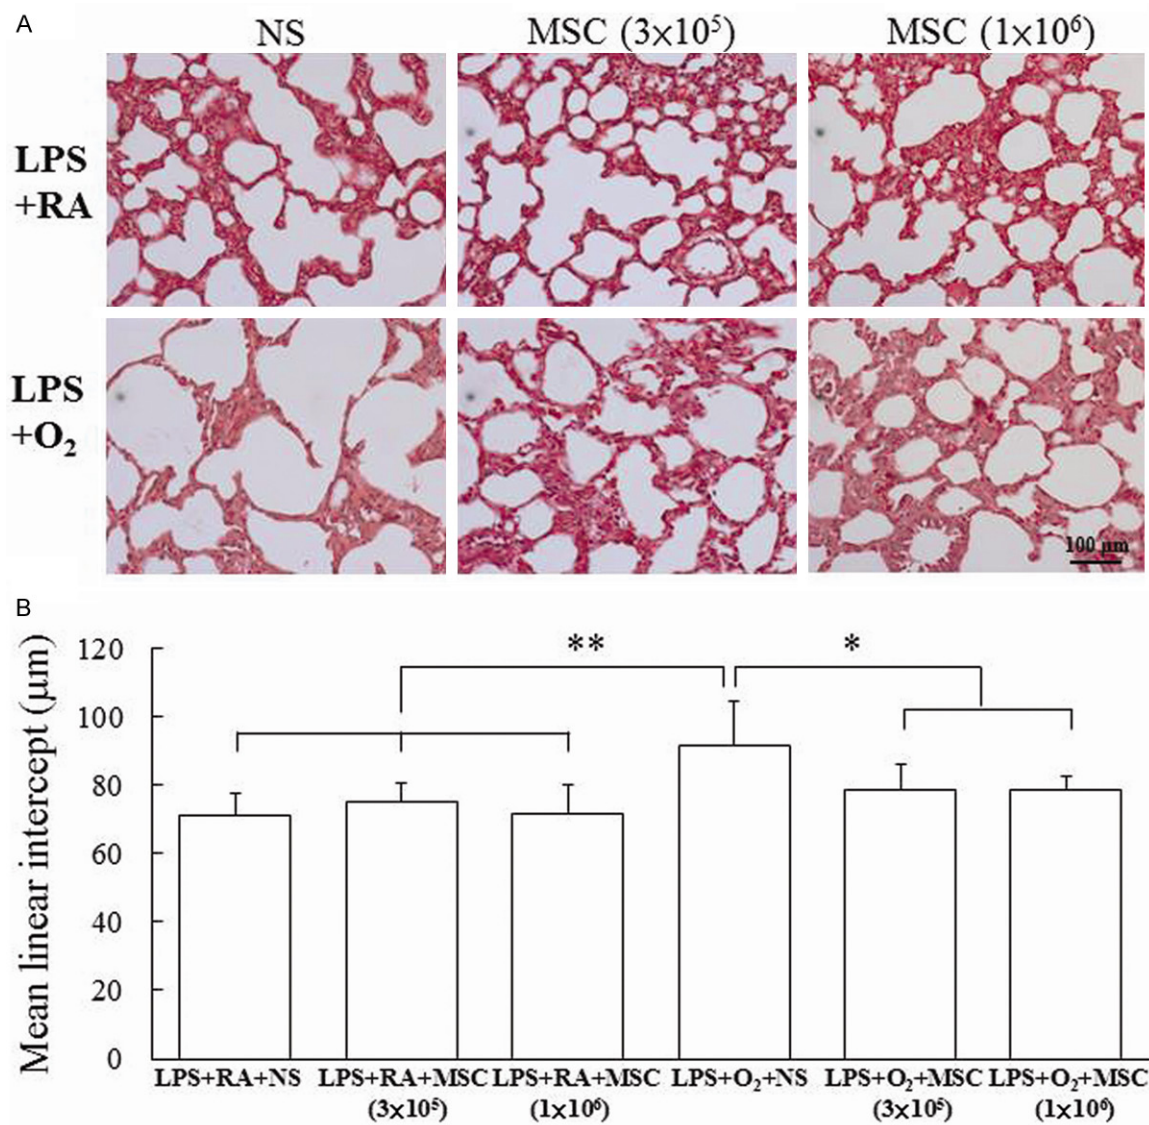 A
NS MSC (3×10⁵) MSC (1×10⁶)
LPS
+RA
LPS
+O₂
100 μm
B
Mean linear intercept (μm)
120
100
80
60
40
20
0
** *
LPS+RA+NS LPS+RA+MSC LPS+RA+MSC LPS+O₂+NS LPS+O₂+MSC LPS+O₂+MSC
(3×10⁵) (1×10⁶) (3×10⁵) (1×10⁶)